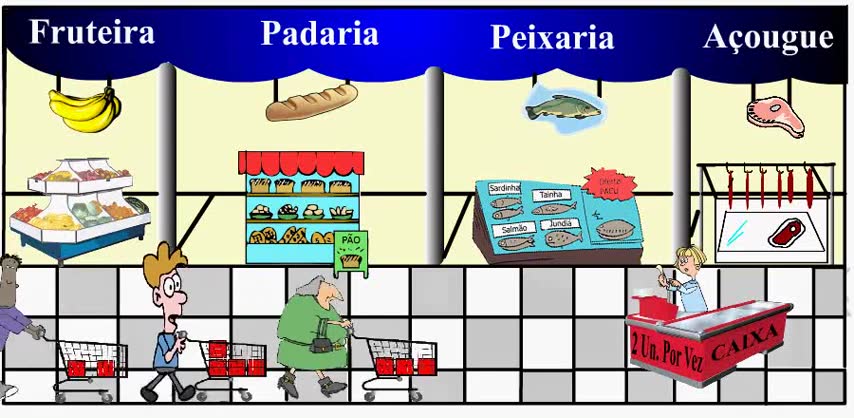 Fruteira
Padaria
Peixaria
Açougue
Sardinha
Tainha
Salmão
Jundiá
Oferta
PACU
PÃO
2 Un. Por Vez
CAIXA